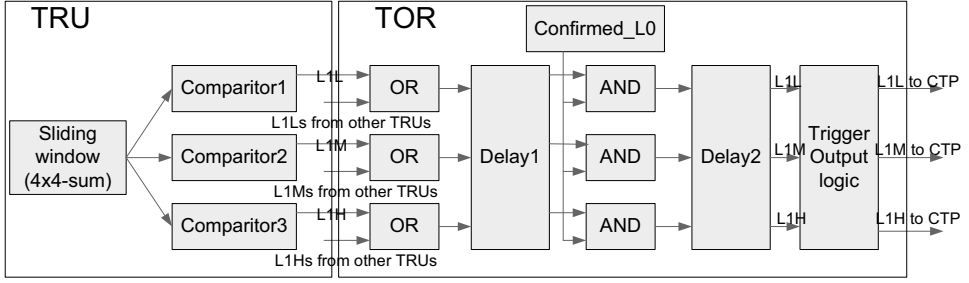 TRU
TOR
Confirmed_L0
Comparitor1
L1L
OR
AND
L1L
L1L to CTP
L1Ls from other TRUs
Sliding
window
(4x4-sum)
Comparitor2
L1M
OR
Delay1
AND
Delay2
L1M
Trigger
Output
logic
L1M to CTP
L1Ms from other TRUs
Comparitor3
L1H
OR
AND
L1H
L1H to CTP
L1Hs from other TRUs